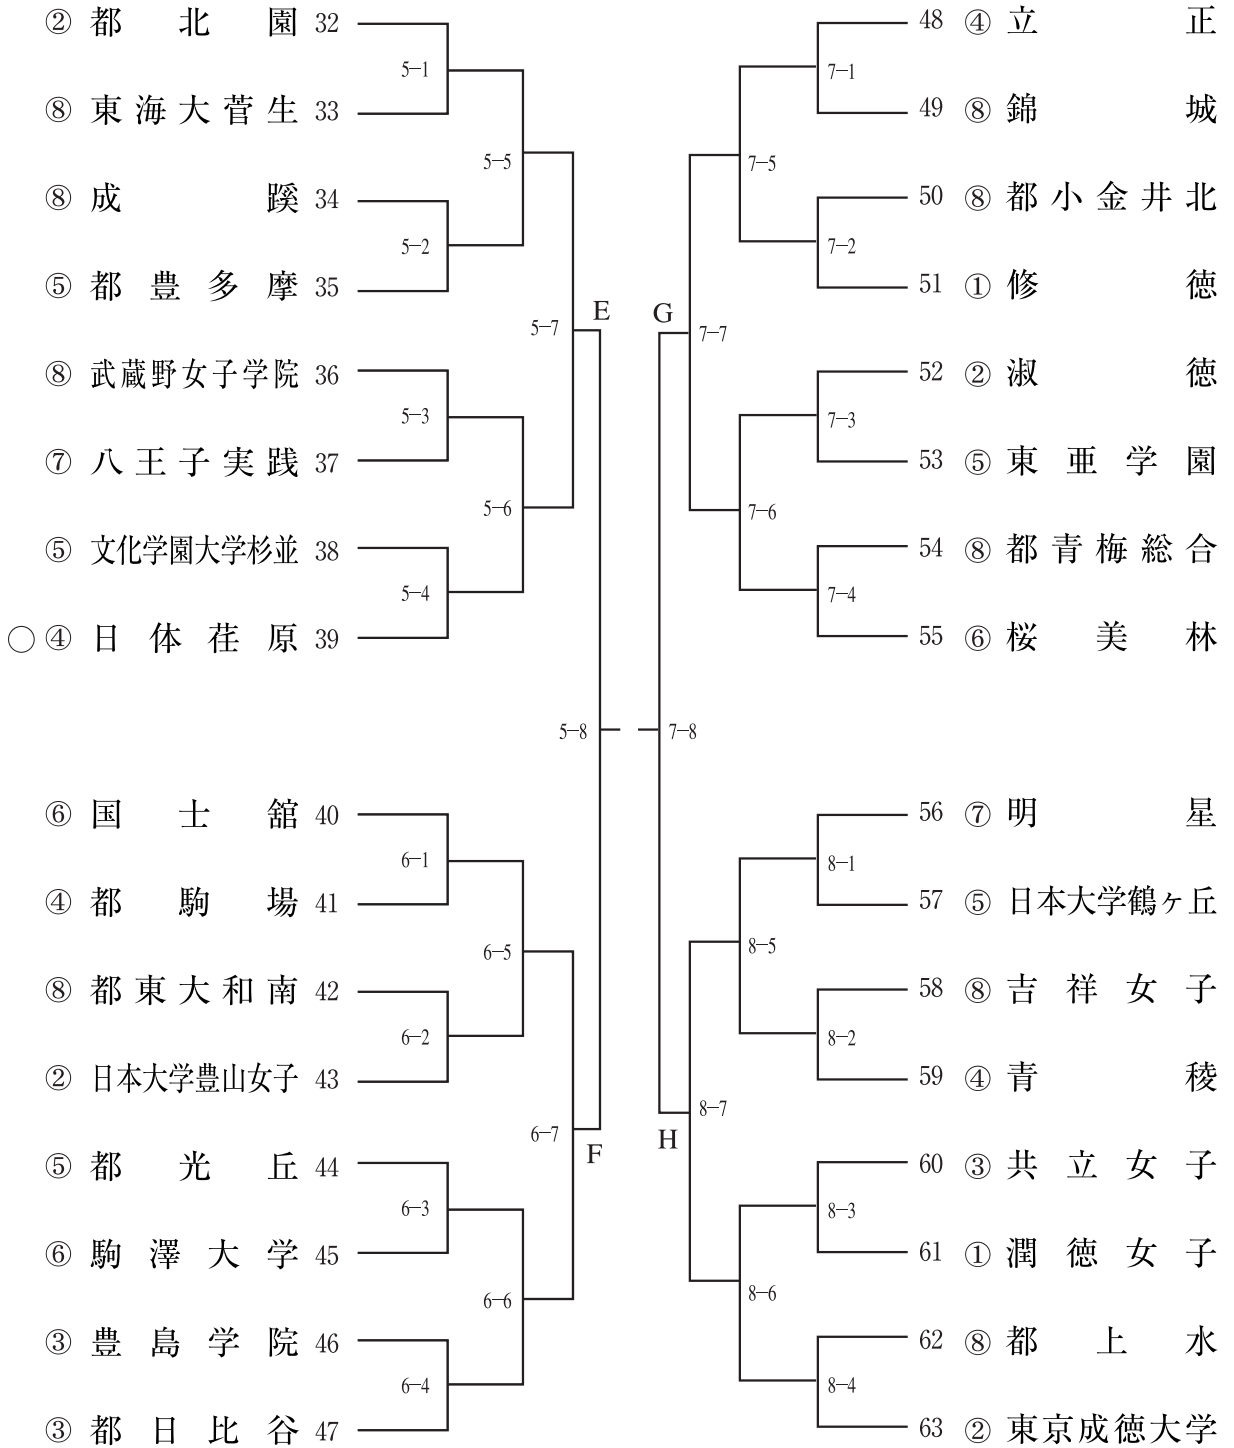 ② 都北園 32
5-1
⑧ 東海大菅生 33
5-5
⑧ 成蹊 34
5-2
⑤ 都豊多摩 35
E
5-7
⑧ 武蔵野女子学院 36
5-3
⑦ 八王子実践 37
5-6
⑤ 文化学園大学杉並 38
5-4
○④ 日体荏原 39
5-8
⑥ 国士舘 40
6-1
④ 都駒場 41
6-5
⑧ 都東大和南 42
6-2
② 日本大学豊山女子 43
6-7
F
⑤ 都光丘 44
6-3
⑥ 駒澤大学 45
6-6
③ 豊島学院 46
6-4
③ 都日比谷 47
48 ④ 立正
7-1
49 ⑧ 錦城
7-5
50 ⑧ 都小金井北
7-2
51 ① 修徳
G
7-7
52 ② 淑徳
7-3
53 ⑤ 東亜学園
7-6
54 ⑧ 都青梅総合
7-4
55 ⑥ 桜美林
7-8
56 ⑦ 明星
8-1
57 ⑤ 日本大学鶴ヶ丘
8-5
58 ⑧ 吉祥女子
8-2
59 ④ 青稜
8-7
H
60 ③ 共立女子
8-3
61 ① 潤徳女子
8-6
62 ⑧ 都上水
8-4
63 ② 東京成徳大学